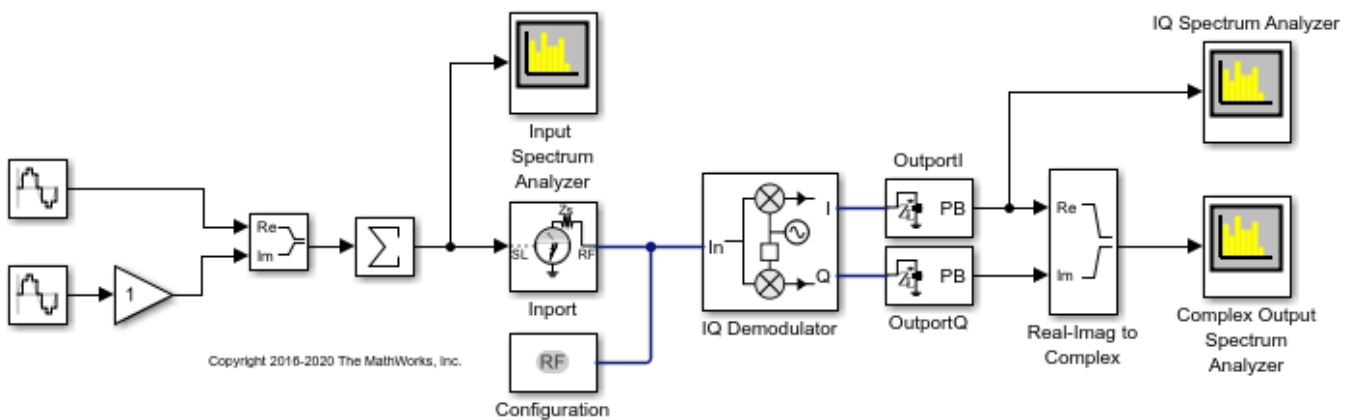 IQ Spectrum Analyzer
Input
Spectrum
Analyzer
OutportI
Re
Im
1
Zs
SL
RF
Inport
In
I
Q
IQ Demodulator
PB
PB
OutportQ
Re
Im
Real-Imag to
Complex
Complex Output
Spectrum
Analyzer
Copyright 2016-2020 The MathWorks, Inc.
RF
Configuration